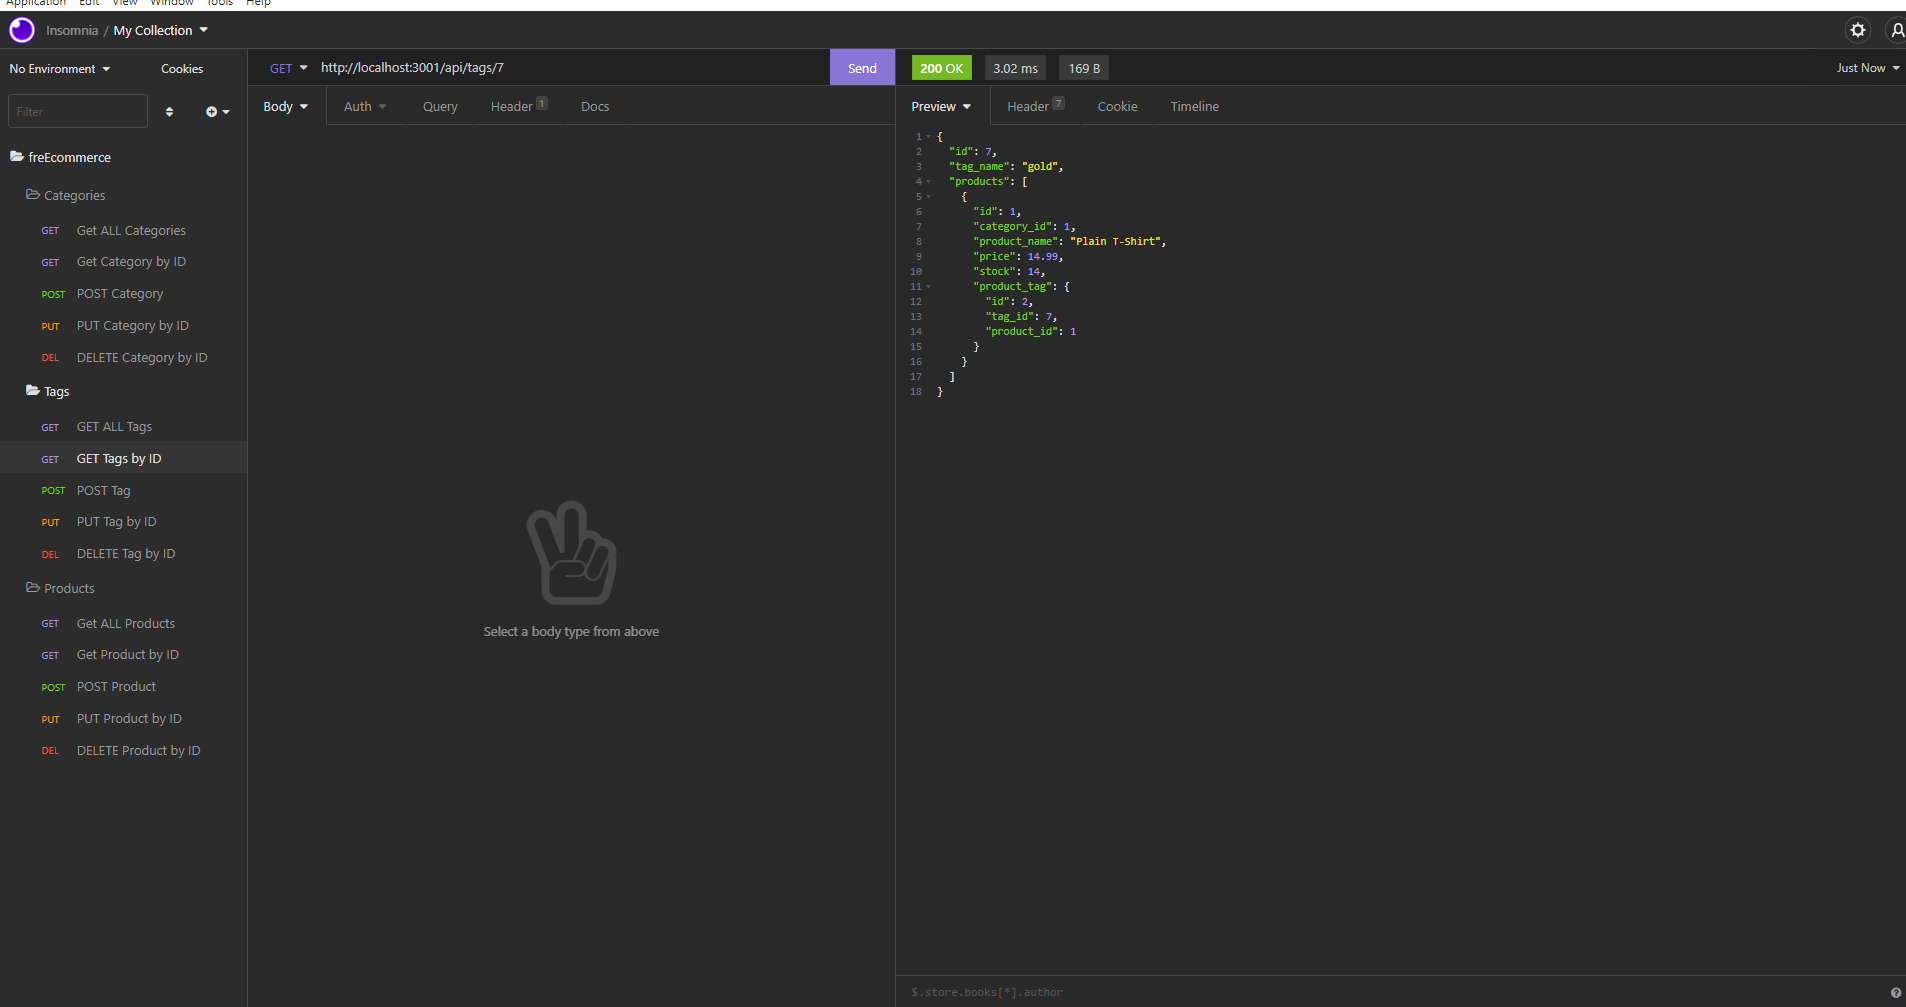 Application Edit View Window Tools Help
Insomnia / My Collection
No Environment Cookies
Filter
freEcommerce
Categories
GET Get ALL Categories
GET Get Category by ID
POST POST Category
PUT PUT Category by ID
DEL DELETE Category by ID
Tags
GET GET ALL Tags
GET GET Tags by ID
POST POST Tag
PUT PUT Tag by ID
DEL DELETE Tag by ID
Products
GET Get ALL Products
GET Get Product by ID
POST POST Product
PUT PUT Product by ID
DEL DELETE Product by ID
GET http://localhost:3001/api/tags/7 Send
Body Auth Query Header 1 Docs
Select a body type from above
200 OK 3.02 ms 169 B Just Now
Preview Header 7 Cookie Timeline
1 {
2 "id": 7,
3 "tag_name": "gold",
4 "products": [
5 {
6 "id": 1,
7 "category_id": 1,
8 "product_name": "Plain T-Shirt",
9 "price": 14.99,
10 "stock": 14,
11 "product_tag": {
12 "id": 2,
13 "tag_id": 7,
14 "product_id": 1
15 }
16 }
17 ]
18 }
$.store.books[*].author ?